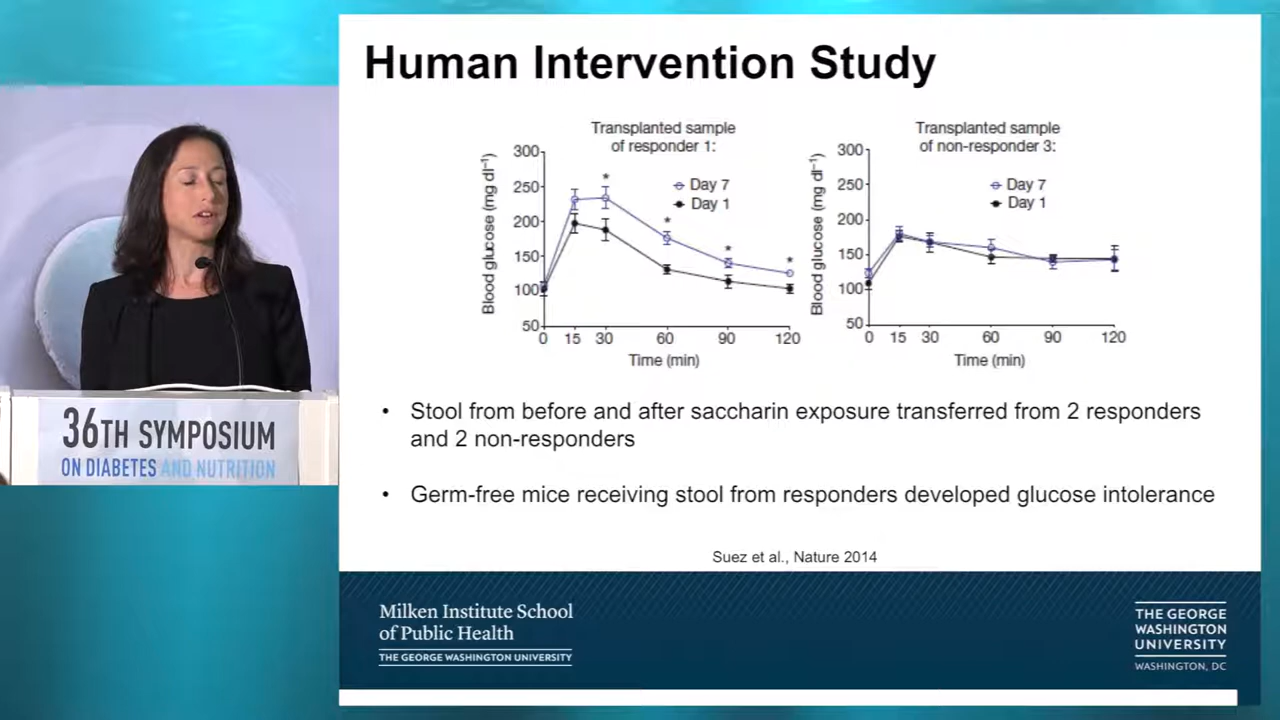 Human Intervention Study
Transplanted sample
of responder 1:
Day 7
Day 1
Blood glucose (mg dl⁻¹)
300
250
200
150
100
50
*
*
*
*
0 15 30 60 90 120
Time (min)
Transplanted sample
of non-responder 3:
Day 7
Day 1
Blood glucose (mg dl⁻¹)
300
250
200
150
100
50
0 15 30 60 90 120
Time (min)
• Stool from before and after saccharin exposure transferred from 2 responders
and 2 non-responders
• Germ-free mice receiving stool from responders developed glucose intolerance
Suez et al., Nature 2014
Milken Institute School
of Public Health
THE GEORGE WASHINGTON UNIVERSITY
THE GEORGE
WASHINGTON
UNIVERSITY
WASHINGTON, DC
36TH SYMPOSIUM
ON DIABETES AND NUTRITION